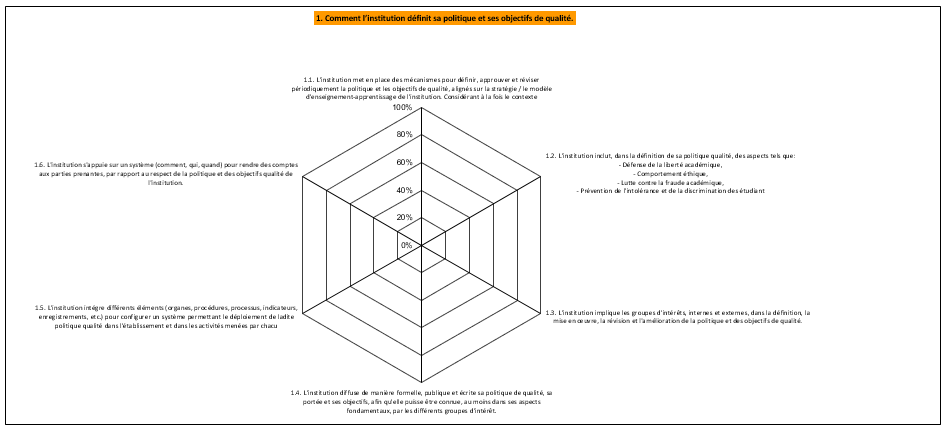 1. Comment l'institution définit sa politique et ses objectifs de qualité.
1.1. L'institution met en place des mécanismes pour définir, approuver et réviser
périodiquement la politique et les objectifs de qualité, alignés sur la stratégie / le modèle
d'enseignement-apprentissage de l'institution. Considérant à la fois le contexte
100%
80%
60%
40%
20%
0%
1.2. L'institution inclut, dans la définition de sa politique qualité, des aspects tels que:
- Défense de la liberté académique,
- Comportement éthique,
- Lutte contre la fraude académique,
- Prévention de l'intolérance et de la discrimination des étudiant
1.3. L'institution implique les groupes d'intérêts, internes et externes, dans la définition, la
mise en œuvre, la révision et l'amélioration de la politique et des objectifs de qualité.
1.4. L'institution diffuse de manière formelle, publique et écrite sa politique de qualité, sa
portée et ses objectifs, afin qu'elle puisse être connue, au moins dans ses aspects
fondamentaux, par les différents groupes d'intérêt.
1.5. L'institution intègre différents éléments (organes, procédures, processus, indicateurs,
enregistrements, etc.) pour configurer un système permettant le déploiement de ladite
politique qualité dans l'établissement et dans les activités menées par chacu
1.6. L'institution s'appuie sur un système (comment, qui, quand) pour rendre des comptes
aux parties prenantes, par rapport au respect de la politique et des objectifs qualité de
l'institution.